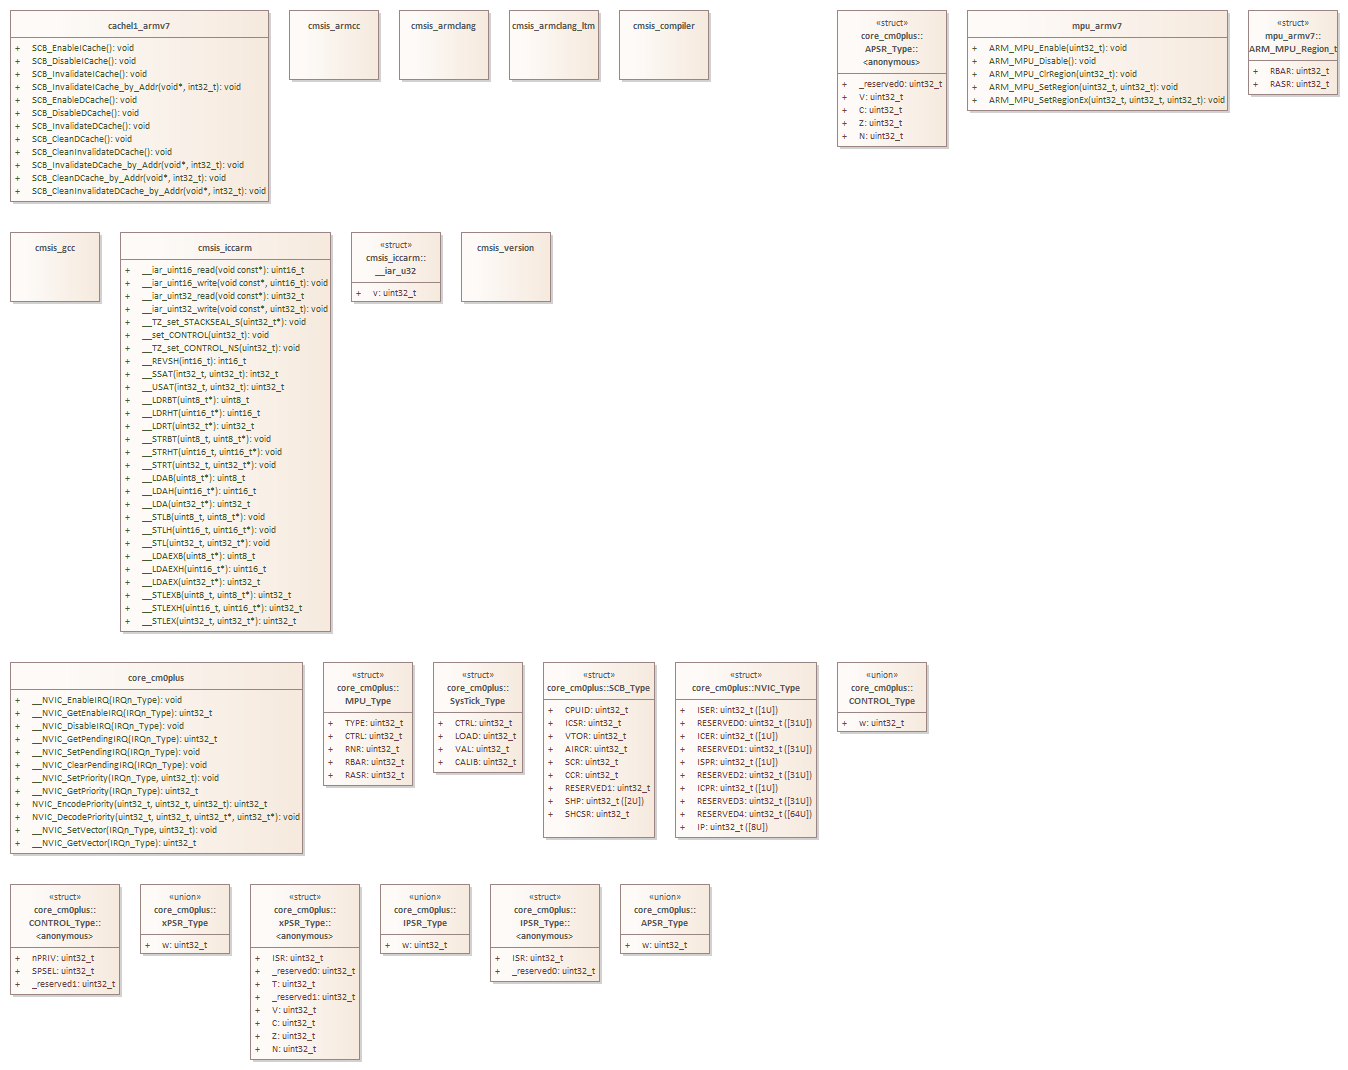 cachel1_armv7
+ SCB_EnableICache(): void
+ SCB_DisableICache(): void
+ SCB_InvalidateICache(): void
+ SCB_InvalidateICache_by_Addr(void*, int32_t): void
+ SCB_EnableDCache(): void
+ SCB_DisableDCache(): void
+ SCB_InvalidateDCache(): void
+ SCB_CleanDCache(): void
+ SCB_CleanInvalidateDCache(): void
+ SCB_InvalidateDCache_by_Addr(void*, int32_t): void
+ SCB_CleanDCache_by_Addr(void*, int32_t): void
+ SCB_CleanInvalidateDCache_by_Addr(void*, int32_t): void
cmsis_armcc
cmsis_armclang
cmsis_armclang_ltm
cmsis_compiler
«struct»
core_cm0plus::
APSR_Type::
<anonymous>
+ _reserved0: uint32_t
+ V: uint32_t
+ C: uint32_t
+ Z: uint32_t
+ N: uint32_t
mpu_armv7
+ ARM_MPU_Enable(uint32_t): void
+ ARM_MPU_Disable(): void
+ ARM_MPU_ClrRegion(uint32_t): void
+ ARM_MPU_SetRegion(uint32_t, uint32_t): void
+ ARM_MPU_SetRegionEx(uint32_t, uint32_t, uint32_t): void
«struct»
mpu_armv7::
ARM_MPU_Region_t
+ RBAR: uint32_t
+ RASR: uint32_t
cmsis_gcc
cmsis_iccarm
+ __iar_uint16_read(void const*): uint16_t
+ __iar_uint16_write(void const*, uint16_t): void
+ __iar_uint32_read(void const*): uint32_t
+ __iar_uint32_write(void const*, uint32_t): void
+ __TZ_set_STACKSEAL_S(uint32_t*): void
+ __set_CONTROL(uint32_t): void
+ __TZ_set_CONTROL_NS(uint32_t): void
+ __REVSH(int16_t): int16_t
+ __SSAT(int32_t, uint32_t): int32_t
+ __USAT(int32_t, uint32_t): uint32_t
+ __LDRBT(uint8_t*): uint8_t
+ __LDRHT(uint16_t*): uint16_t
+ __LDRT(uint32_t*): uint32_t
+ __STRBT(uint8_t, uint8_t*): void
+ __STRHT(uint16_t, uint16_t*): void
+ __STRT(uint32_t, uint32_t*): void
+ __LDAB(uint8_t*): uint8_t
+ __LDAH(uint16_t*): uint16_t
+ __LDA(uint32_t*): uint32_t
+ __STLB(uint8_t, uint8_t*): void
+ __STLH(uint16_t, uint16_t*): void
+ __STL(uint32_t, uint32_t*): void
+ __LDAEXB(uint8_t*): uint8_t
+ __LDAEXH(uint16_t*): uint16_t
+ __LDAEX(uint32_t*): uint32_t
+ __STLEXB(uint8_t, uint8_t*): uint32_t
+ __STLEXH(uint16_t, uint16_t*): uint32_t
+ __STLEX(uint32_t, uint32_t*): uint32_t
«struct»
cmsis_iccarm::
__iar_u32
+ v: uint32_t
cmsis_version
core_cm0plus
+ __NVIC_EnableIRQ(IRQn_Type): void
+ __NVIC_GetEnableIRQ(IRQn_Type): uint32_t
+ __NVIC_DisableIRQ(IRQn_Type): void
+ __NVIC_GetPendingIRQ(IRQn_Type): uint32_t
+ __NVIC_SetPendingIRQ(IRQn_Type): void
+ __NVIC_ClearPendingIRQ(IRQn_Type): void
+ __NVIC_SetPriority(IRQn_Type, uint32_t): void
+ __NVIC_GetPriority(IRQn_Type): uint32_t
+ NVIC_EncodePriority(uint32_t, uint32_t, uint32_t): uint32_t
+ NVIC_DecodePriority(uint32_t, uint32_t, uint32_t*, uint32_t*): void
+ __NVIC_SetVector(IRQn_Type, uint32_t): void
+ __NVIC_GetVector(IRQn_Type): uint32_t
«struct»
core_cm0plus::
MPU_Type
+ TYPE: uint32_t
+ CTRL: uint32_t
+ RNR: uint32_t
+ RBAR: uint32_t
+ RASR: uint32_t
«struct»
core_cm0plus::
SysTick_Type
+ CTRL: uint32_t
+ LOAD: uint32_t
+ VAL: uint32_t
+ CALIB: uint32_t
«struct»
core_cm0plus::SCB_Type
+ CPUID: uint32_t
+ ICSR: uint32_t
+ VTOR: uint32_t
+ AIRCR: uint32_t
+ SCR: uint32_t
+ CCR: uint32_t
+ RESERVED1: uint32_t
+ SHP: uint32_t ([2U])
+ SHCSR: uint32_t
«struct»
core_cm0plus::NVIC_Type
+ ISER: uint32_t ([1U])
+ RESERVED0: uint32_t ([31U])
+ ICER: uint32_t ([1U])
+ RESERVED1: uint32_t ([31U])
+ ISPR: uint32_t ([1U])
+ RESERVED2: uint32_t ([31U])
+ ICPR: uint32_t ([1U])
+ RESERVED3: uint32_t ([31U])
+ RESERVED4: uint32_t ([64U])
+ IP: uint32_t ([8U])
«union»
core_cm0plus::
CONTROL_Type
+ w: uint32_t
«struct»
core_cm0plus::
CONTROL_Type::
<anonymous>
+ nPRIV: uint32_t
+ SPSEL: uint32_t
+ _reserved1: uint32_t
«union»
core_cm0plus::
xPSR_Type
+ w: uint32_t
«struct»
core_cm0plus::
xPSR_Type::
<anonymous>
+ ISR: uint32_t
+ _reserved0: uint32_t
+ T: uint32_t
+ _reserved1: uint32_t
+ V: uint32_t
+ C: uint32_t
+ Z: uint32_t
+ N: uint32_t
«union»
core_cm0plus::
IPSR_Type
+ w: uint32_t
«struct»
core_cm0plus::
IPSR_Type::
<anonymous>
+ ISR: uint32_t
+ _reserved0: uint32_t
«union»
core_cm0plus::
APSR_Type
+ w: uint32_t